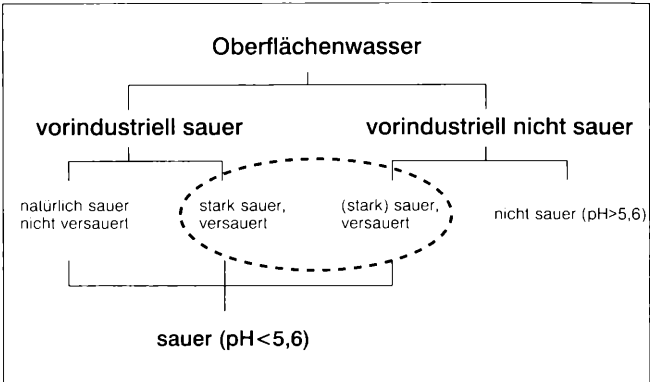 Oberflächenwasser
vorindustriell sauer
vorindustriell nicht sauer
natürlich sauer
nicht versauert
stark sauer,
versauert
(stark) sauer,
versauert
nicht sauer (pH>5,6)
sauer (pH<5,6)